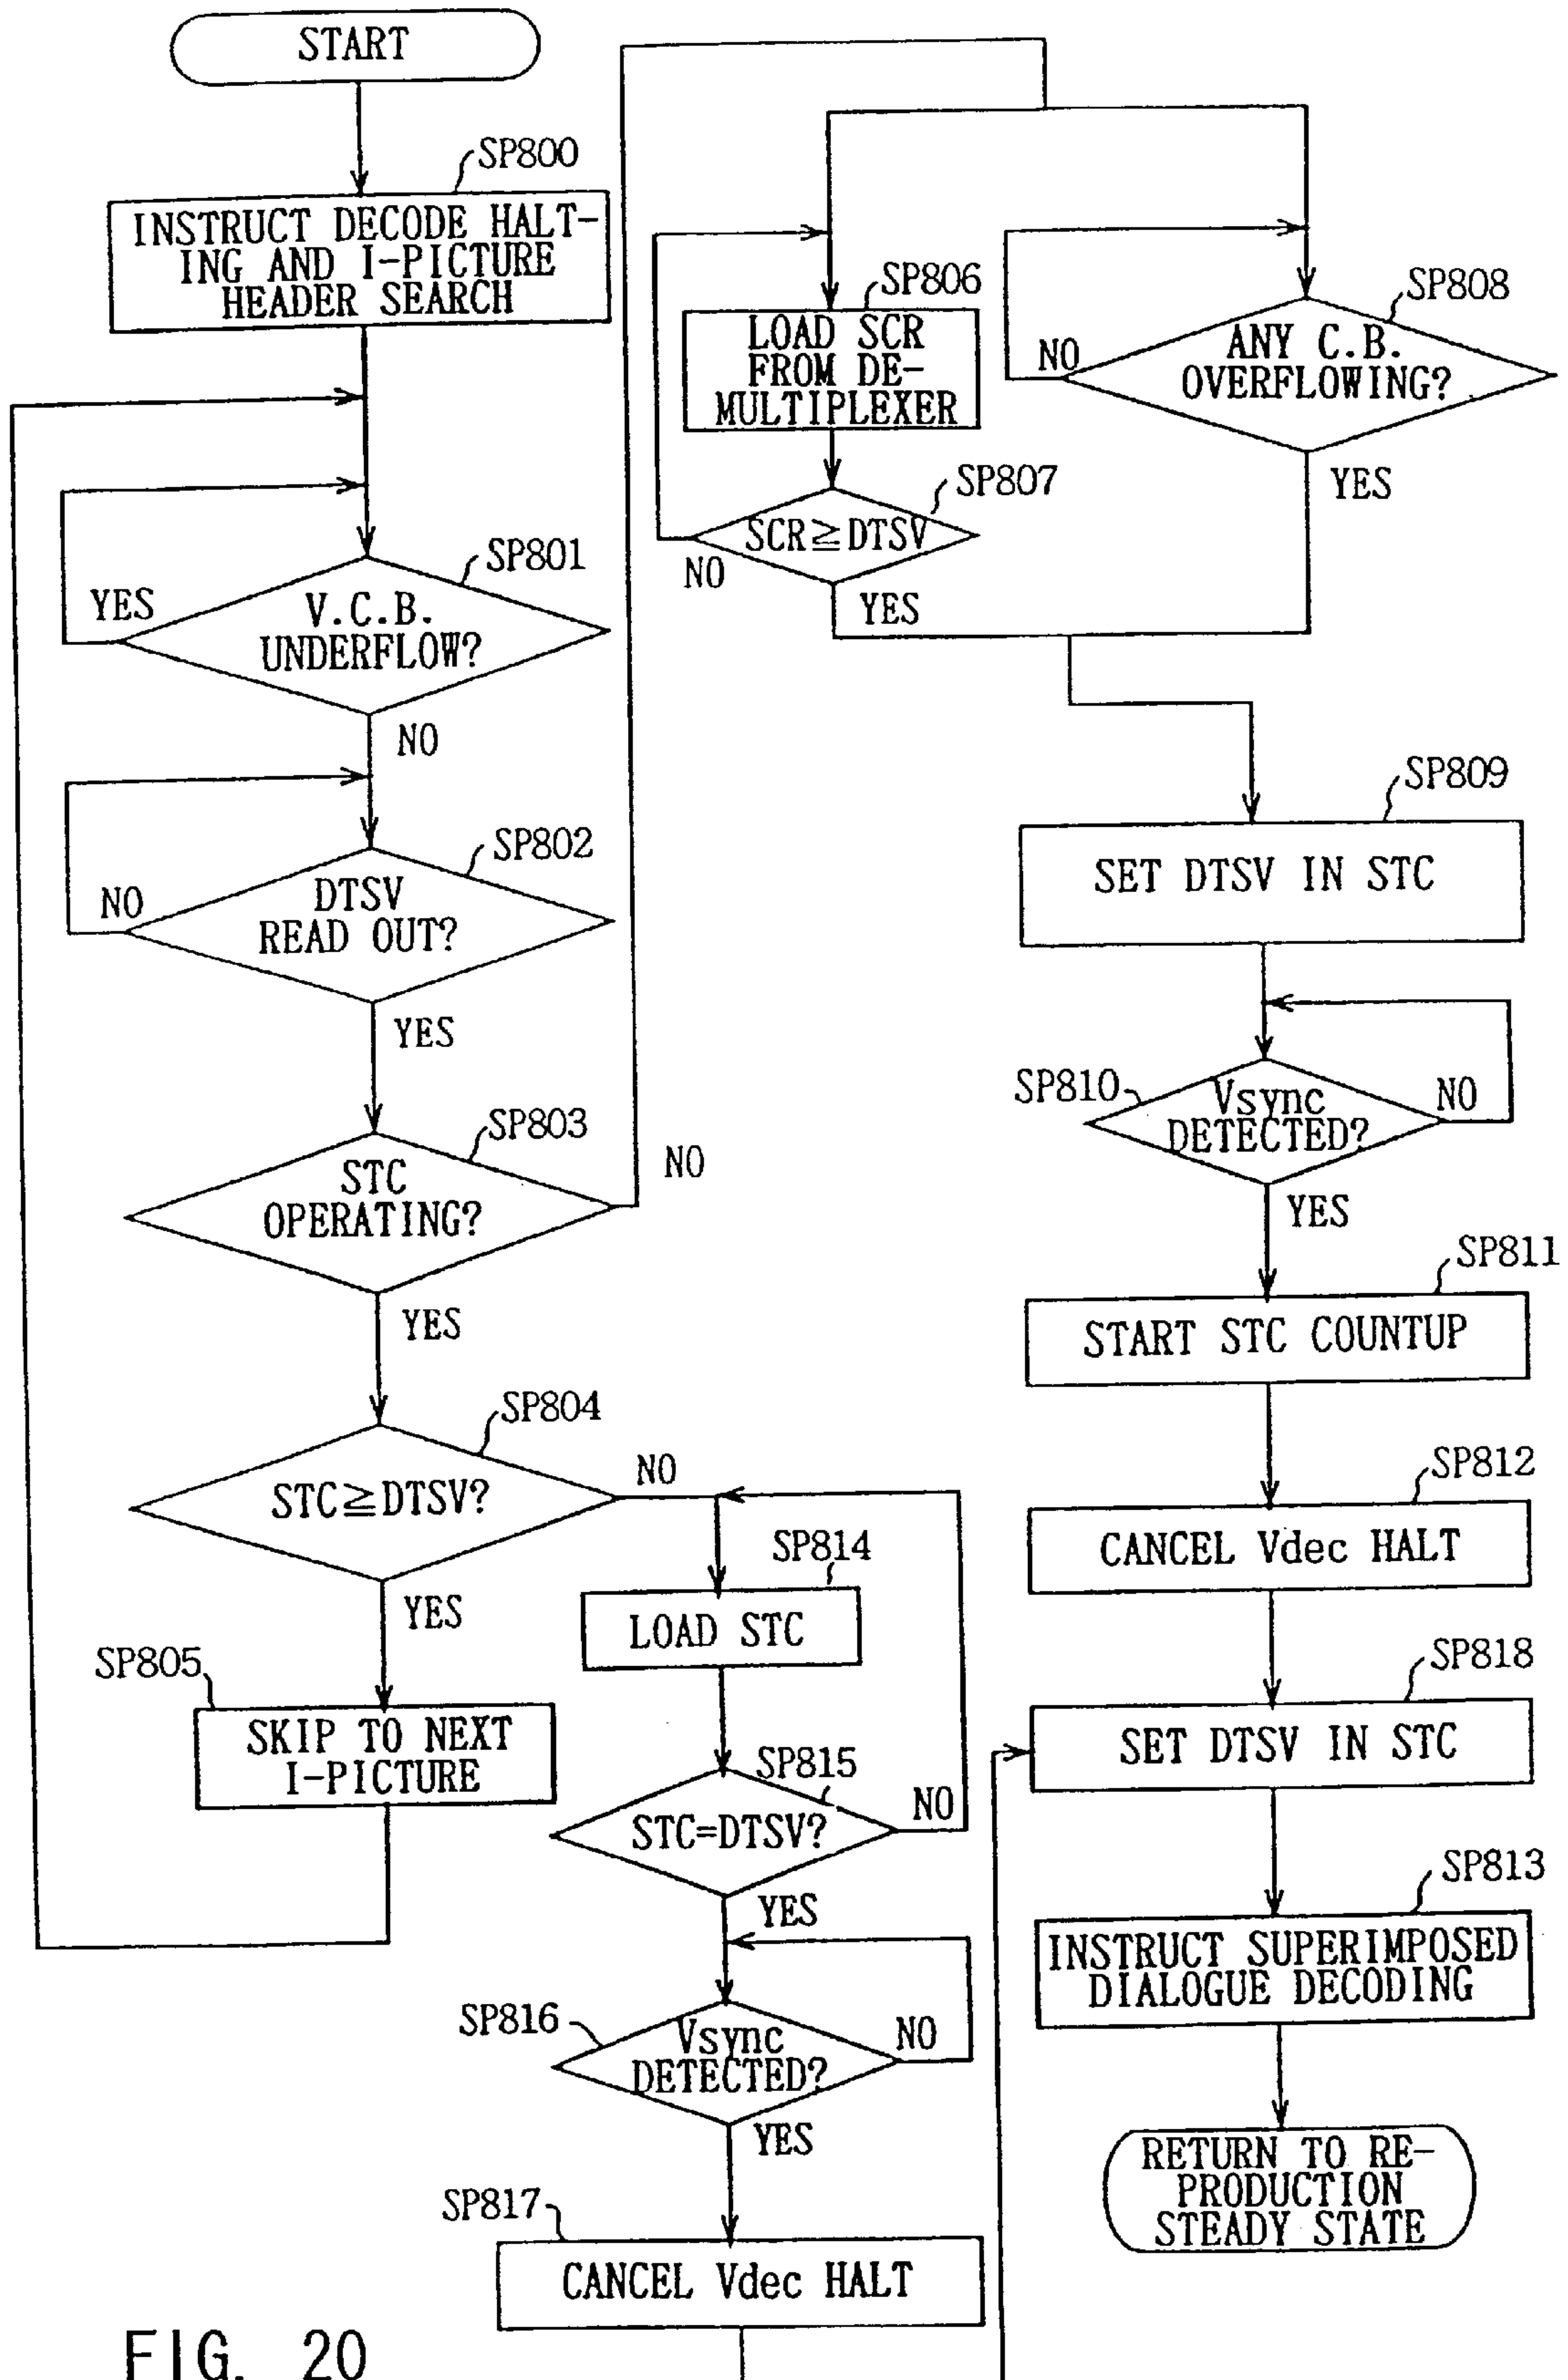 START
SP800
INSTRUCT DECODE HALT-
ING AND I-PICTURE
HEADER SEARCH
SP801
YES
V.C.B.
UNDERFLOW?
NO
SP802
NO
DTSV
READ OUT?
YES
SP803
STC
OPERATING?
NO
YES
SP804
STC≧DTSV?
NO
YES
SP805
SKIP TO NEXT
I-PICTURE
SP814
LOAD STC
SP815
STC=DTSV?
NO
YES
SP816
Vsync
DETECTED?
NO
YES
SP817
CANCEL Vdec HALT
SP806
LOAD SCR
FROM DE-
MULTIPLEXER
SP807
SCR≧DTSV
NO
YES
SP808
NO
ANY C.B.
OVERFLOWING?
YES
SP809
SET DTSV IN STC
SP810
Vsync
DETECTED?
NO
YES
SP811
START STC COUNTUP
SP812
CANCEL Vdec HALT
SP818
SET DTSV IN STC
SP813
INSTRUCT SUPERIMPOSED
DIALOGUE DECODING
RETURN TO RE-
PRODUCTION
STEADY STATE
FIG. 20